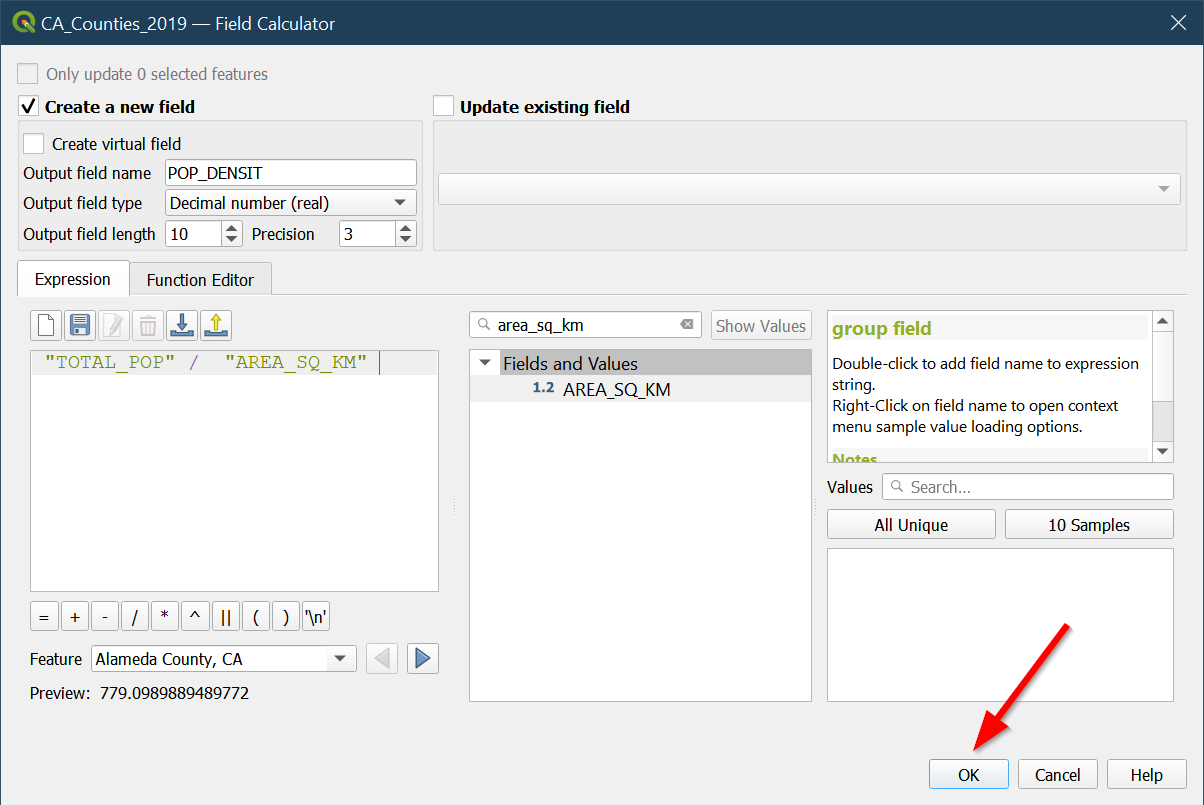 CA_Counties_2019 — Field Calculator
Only update 0 selected features
Create a new field
Update existing field
Create virtual field
Output field name POP_DENSIT
Output field type Decimal number (real)
Output field length 10 Precision 3
Expression Function Editor
area_sq_km Show Values
"TOTAL_POP" / "AREA_SQ_KM"
Fields and Values
1.2 AREA_SQ_KM
group field
Double-click to add field name to expression
string.
Right-Click on field name to open context
menu sample value loading options.
Notes
Values Search...
All Unique 10 Samples
= + - / * ^ || ( ) '\n'
Feature Alameda County, CA
Preview: 779.0989889489772
OK Cancel Help